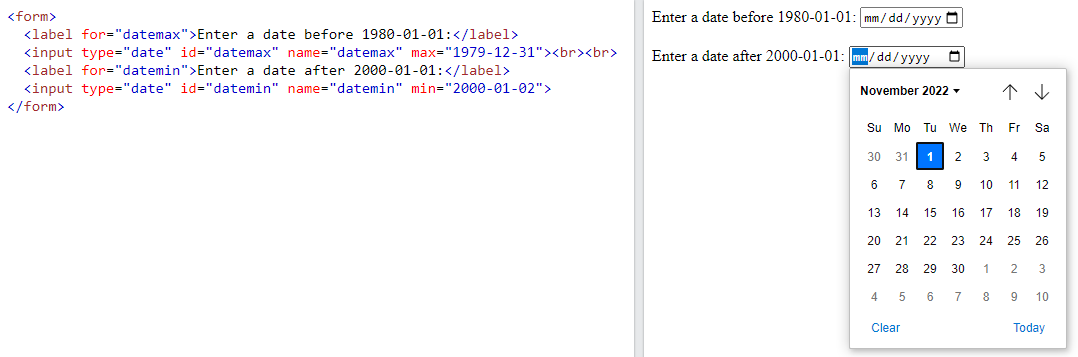 <form>
<label for="datemax">Enter a date before 1980-01-01:</label>
<input type="date" id="datemax" name="datemax" max="1979-12-31"><br><br>
<label for="datemin">Enter a date after 2000-01-01:</label>
<input type="date" id="datemin" name="datemin" min="2000-01-02">
</form>
Enter a date before 1980-01-01: mm/dd/yyyy
Enter a date after 2000-01-01: mm/dd/yyyy
November 2022
Su Mo Tu We Th Fr Sa
30 31 1 2 3 4 5
6 7 8 9 10 11 12
13 14 15 16 17 18 19
20 21 22 23 24 25 26
27 28 29 30 1 2 3
4 5 6 7 8 9 10
Clear Today